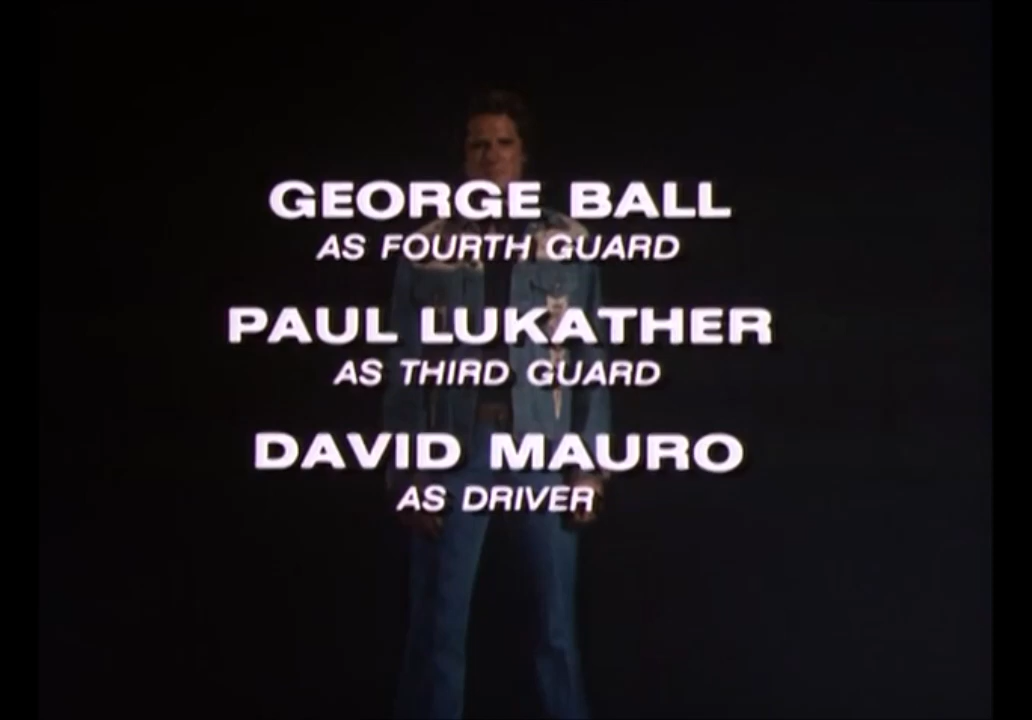 GEORGE BALL
AS FOURTH GUARD
PAUL LUKATHER
AS THIRD GUARD
DAVID MAURO
AS DRIVER